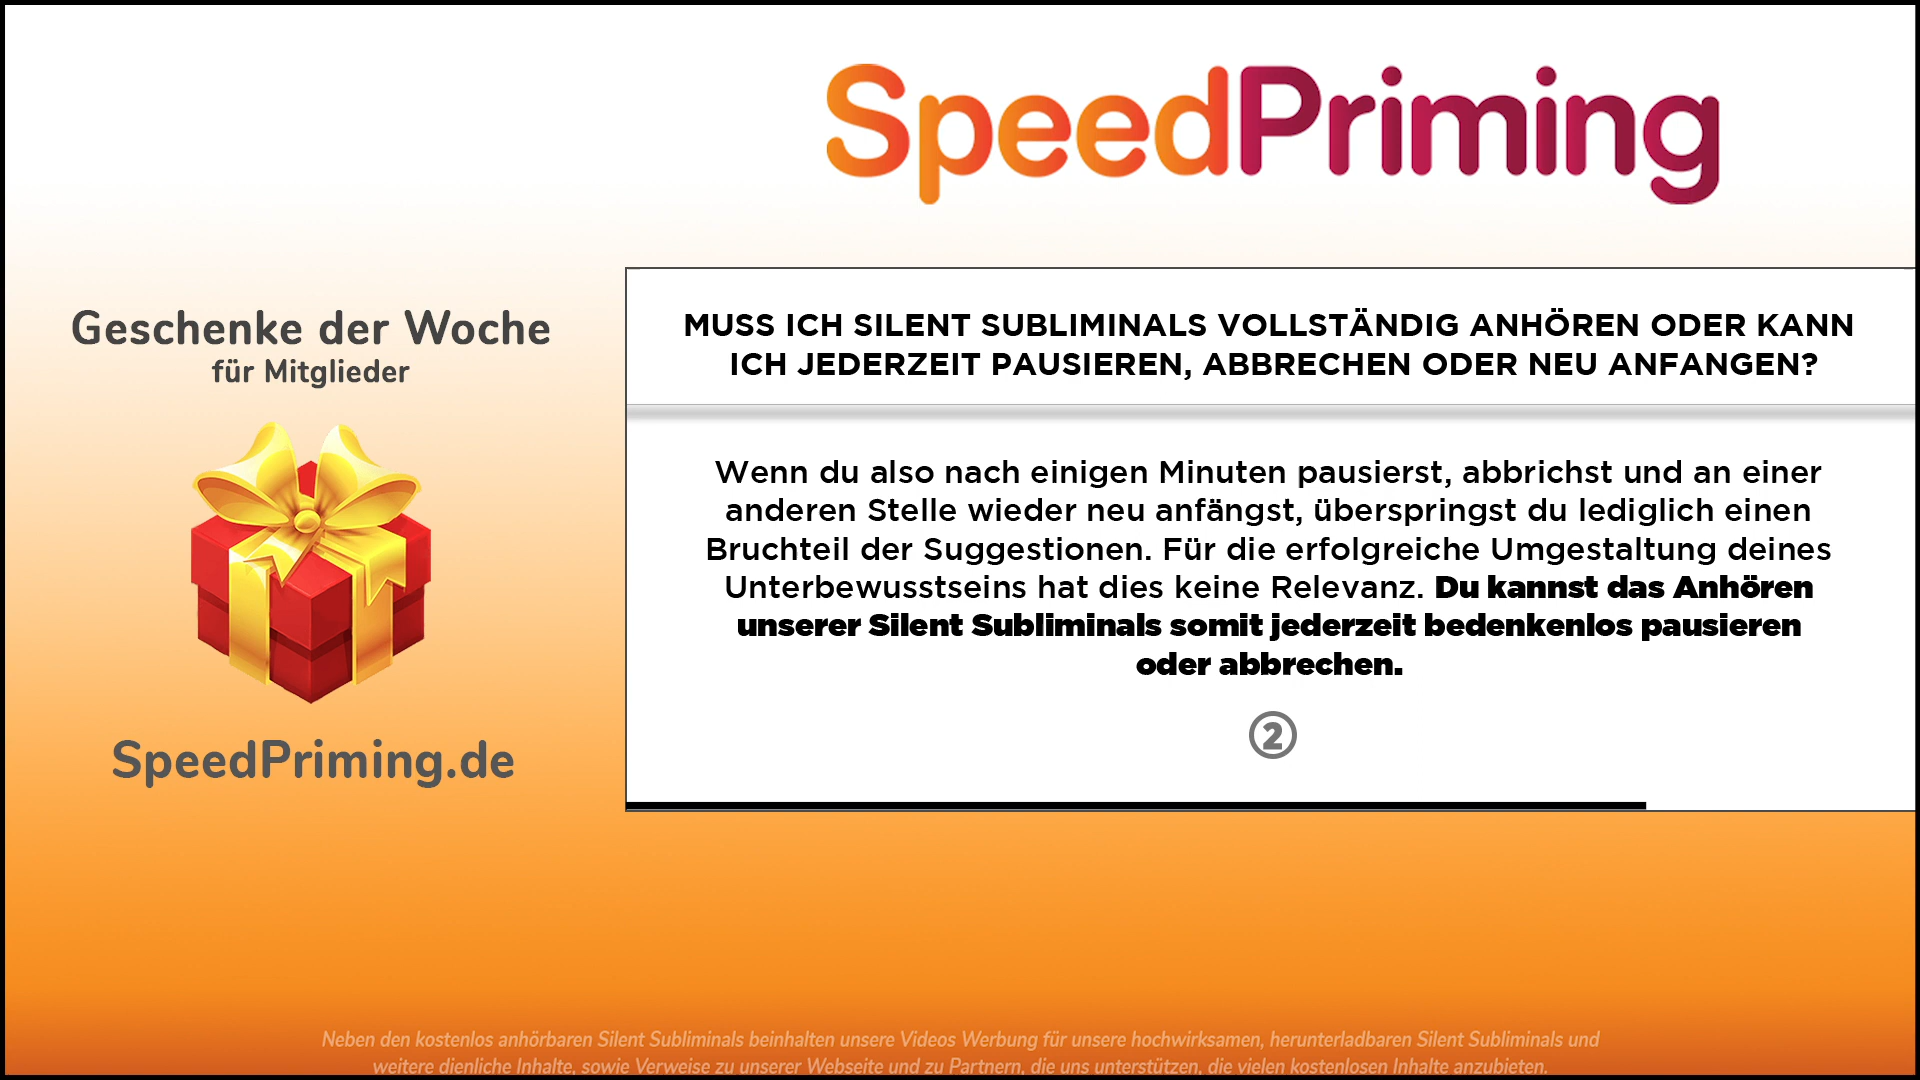 SpeedPriming
Geschenke der Woche
für Mitglieder
SpeedPriming.de
MUSS ICH SILENT SUBLIMINALS VOLLSTÄNDIG ANHÖREN ODER KANN
ICH JEDERZEIT PAUSIEREN, ABBRECHEN ODER NEU ANFANGEN?
Wenn du also nach einigen Minuten pausierst, abbrichst und an einer
anderen Stelle wieder neu anfängst, überspringst du lediglich einen
Bruchteil der Suggestionen. Für die erfolgreiche Umgestaltung deines
Unterbewusstseins hat dies keine Relevanz. Du kannst das Anhören
unserer Silent Subliminals somit jederzeit bedenkenlos pausieren
oder abbrechen.
2
Neben den kostenlos anhörbaren Silent Subliminals beinhalten unsere Videos Werbung für unsere hochwirksamen, herunterladbaren Silent Subliminals und
weitere dienliche Inhalte, sowie Verweise zu unserer Webseite und zu Partnern, die uns unterstützen, die vielen kostenlosen Inhalte anzubieten.